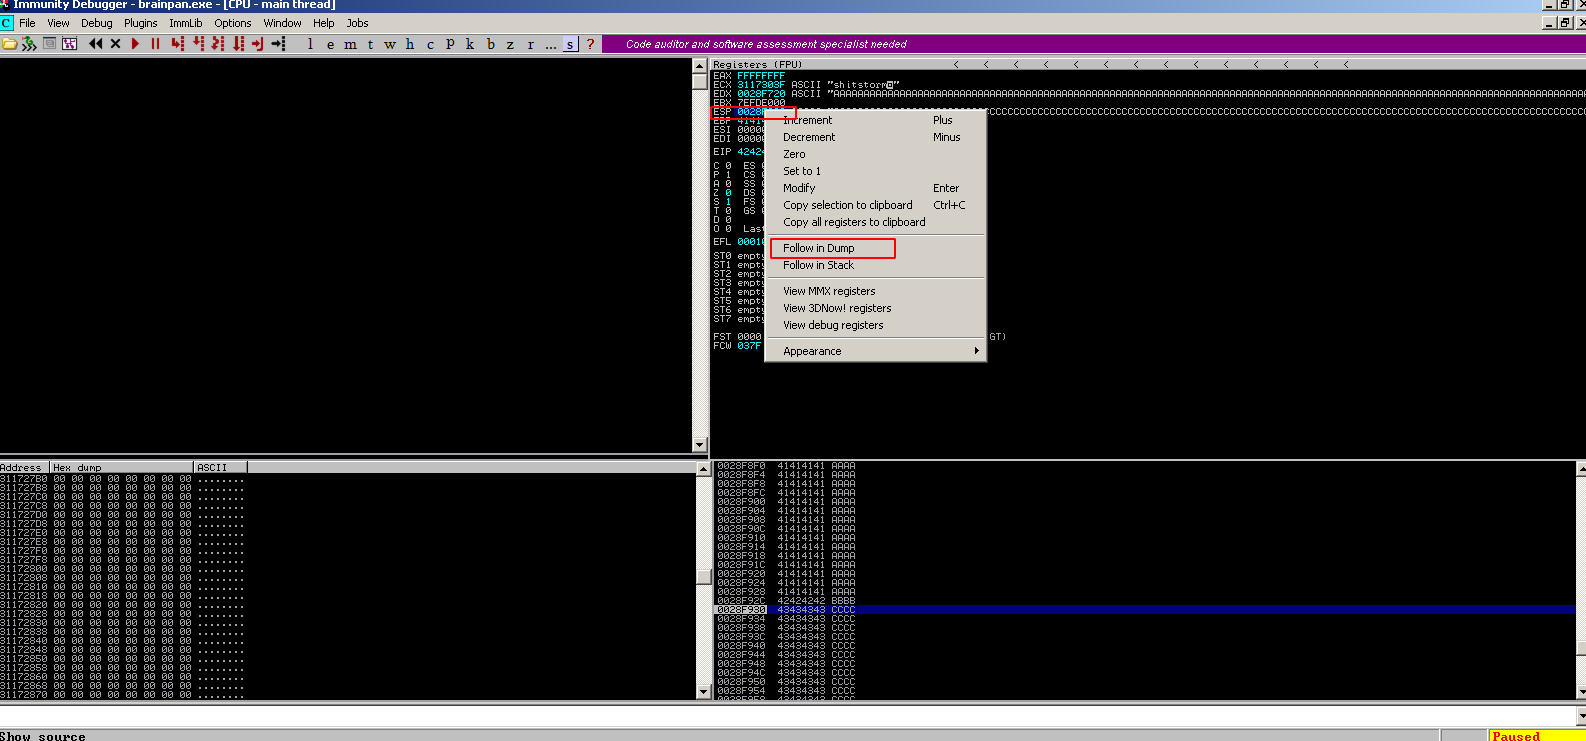 Immunity Debugger - brainpan.exe - [CPU - main thread]
C File View Debug Plugins ImmLib Options Window Help Jobs
l e m t w h c P k b z r ... s ? Code auditor and software assessment specialist needed
Registers (FPU) < < < < < < < < < < < < < <
EAX FFFFFFFF
ECX 3117303F ASCII "shitstorm
EDX 0028F720 ASCII
EBX 7EFDE000
ESP 0028F
EBP 4141
ESI 0000
EDI 0000
EIP 4242
C 0 ES
P 1 CS
A 0 SS
Z 0 DS
S 1 FS
T 0 GS
D 0
O 0 Las
EFL 0001
ST0 empty
ST1 empty
ST2 empty
ST3 empty
ST4 empty
ST5 empty
ST6 empty
ST7 empty
FST 0000 GT)
FCW 037F
Increment Plus
Decrement Minus
Zero
Set to 1
Modify Enter
Copy selection to clipboard Ctrl+C
Copy all registers to clipboard
Follow in Dump
Follow in Stack
View MMX registers
View 3DNow! registers
View debug registers
Appearance
Address Hex dump ASCII
311727B0 00 00 00 00 00 00 00 00 ........
311727B8 00 00 00 00 00 00 00 00 ........
311727C0 00 00 00 00 00 00 00 00 ........
311727C8 00 00 00 00 00 00 00 00 ........
311727D0 00 00 00 00 00 00 00 00 ........
311727D8 00 00 00 00 00 00 00 00 ........
311727E0 00 00 00 00 00 00 00 00 ........
311727E8 00 00 00 00 00 00 00 00 ........
311727F0 00 00 00 00 00 00 00 00 ........
311727F8 00 00 00 00 00 00 00 00 ........
31172800 00 00 00 00 00 00 00 00 ........
31172808 00 00 00 00 00 00 00 00 ........
31172810 00 00 00 00 00 00 00 00 ........
31172818 00 00 00 00 00 00 00 00 ........
31172820 00 00 00 00 00 00 00 00 ........
31172828 00 00 00 00 00 00 00 00 ........
31172830 00 00 00 00 00 00 00 00 ........
31172838 00 00 00 00 00 00 00 00 ........
31172840 00 00 00 00 00 00 00 00 ........
31172848 00 00 00 00 00 00 00 00 ........
31172850 00 00 00 00 00 00 00 00 ........
31172858 00 00 00 00 00 00 00 00 ........
31172860 00 00 00 00 00 00 00 00 ........
31172868 00 00 00 00 00 00 00 00 ........
31172870 00 00 00 00 00 00 00 00 ........
0028F8F0 41414141 AAAA
0028F8F4 41414141 AAAA
0028F8F8 41414141 AAAA
0028F8FC 41414141 AAAA
0028F900 41414141 AAAA
0028F904 41414141 AAAA
0028F908 41414141 AAAA
0028F90C 41414141 AAAA
0028F910 41414141 AAAA
0028F914 41414141 AAAA
0028F918 41414141 AAAA
0028F91C 41414141 AAAA
0028F920 41414141 AAAA
0028F924 41414141 AAAA
0028F928 41414141 AAAA
0028F92C 42424242 BBBB
0028F930 43434343 CCCC
0028F934 43434343 CCCC
0028F938 43434343 CCCC
0028F93C 43434343 CCCC
0028F940 43434343 CCCC
0028F944 43434343 CCCC
0028F948 43434343 CCCC
0028F94C 43434343 CCCC
0028F950 43434343 CCCC
0028F954 43434343 CCCC
0028F958 43434343 CCCC
Show source
Paused